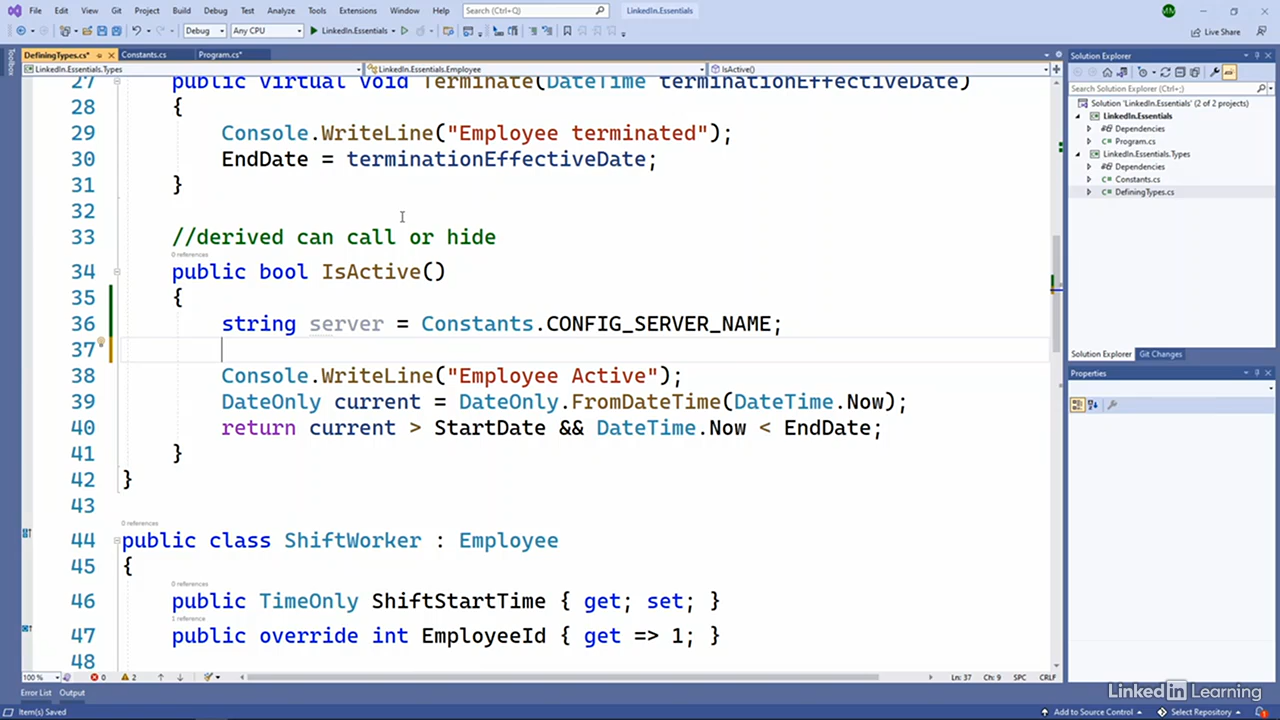 File Edit View Git Project Build Debug Test Analyze Tools Extensions Window Help Search (Ctrl+Q) LinkedIn.Essentials MM
Debug Any CPU LinkedIn.Essentials Live Share
DefiningTypes.cs* Constants.cs Program.cs*
LinkedIn.Essentials.Types LinkedIn.Essentials.Employee IsActive()
Toolbox
27 public virtual void Terminate(DateTime terminationEffectiveDate)
28 {
29 Console.WriteLine("Employee terminated");
30 EndDate = terminationEffectiveDate;
31 }
32
33 //derived can call or hide
0 references
34 public bool IsActive()
35 {
36 string server = Constants.CONFIG_SERVER_NAME;
37
38 Console.WriteLine("Employee Active");
39 DateOnly current = DateOnly.FromDateTime(DateTime.Now);
40 return current > StartDate && DateTime.Now < EndDate;
41 }
42 }
43
0 references
44 public class ShiftWorker : Employee
45 {
0 references
46 public TimeOnly ShiftStartTime { get; set; }
1 reference
47 public override int EmployeeId { get => 1; }
48
100 % 0 2 Ln: 37 Ch: 9 SPC CRLF
Error List Output
Item(s) Saved
Solution Explorer
Search Solution Explorer (Ctrl+;)
Solution 'LinkedIn.Essentials' (2 of 2 projects)
LinkedIn.Essentials
Dependencies
C# Program.cs
LinkedIn.Essentials.Types
Dependencies
C# Constants.cs
C# DefiningTypes.cs
Solution Explorer Git Changes
Properties
LinkedIn Learning
Add to Source Control Select Repository 1